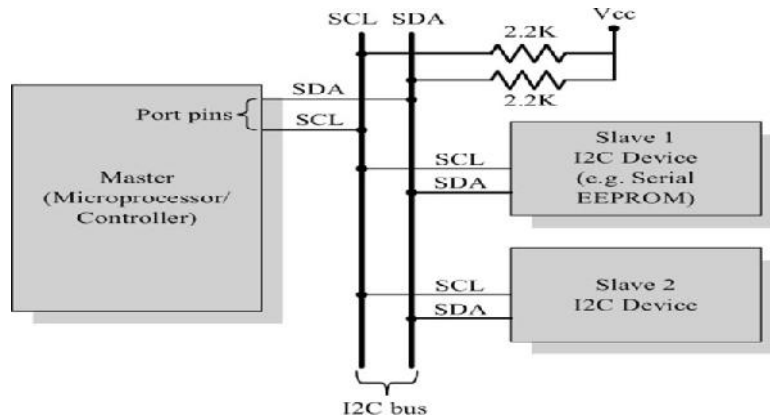 SCL SDA
Vcc
2.2K
2.2K
SDA
Port pins
SCL
Master
(Microprocessor/
Controller)
SCL
SDA
Slave 1
I2C Device
(e.g. Serial
EEPROM)
SCL
SDA
Slave 2
I2C Device
I2C bus